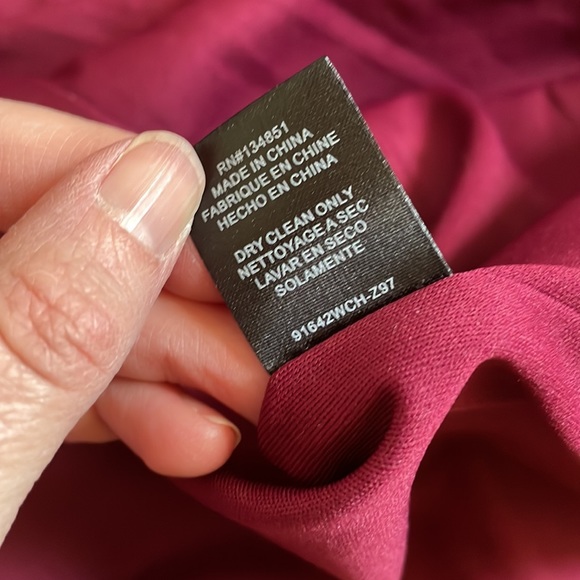 RN#134851
MADE IN CHINA
FABRIQUE EN CHINE
HECHO EN CHINA
DRY CLEAN ONLY
NETTOYAGE A SEC
LAVAR EN SECO
SOLAMENTE
91642WCH-Z97